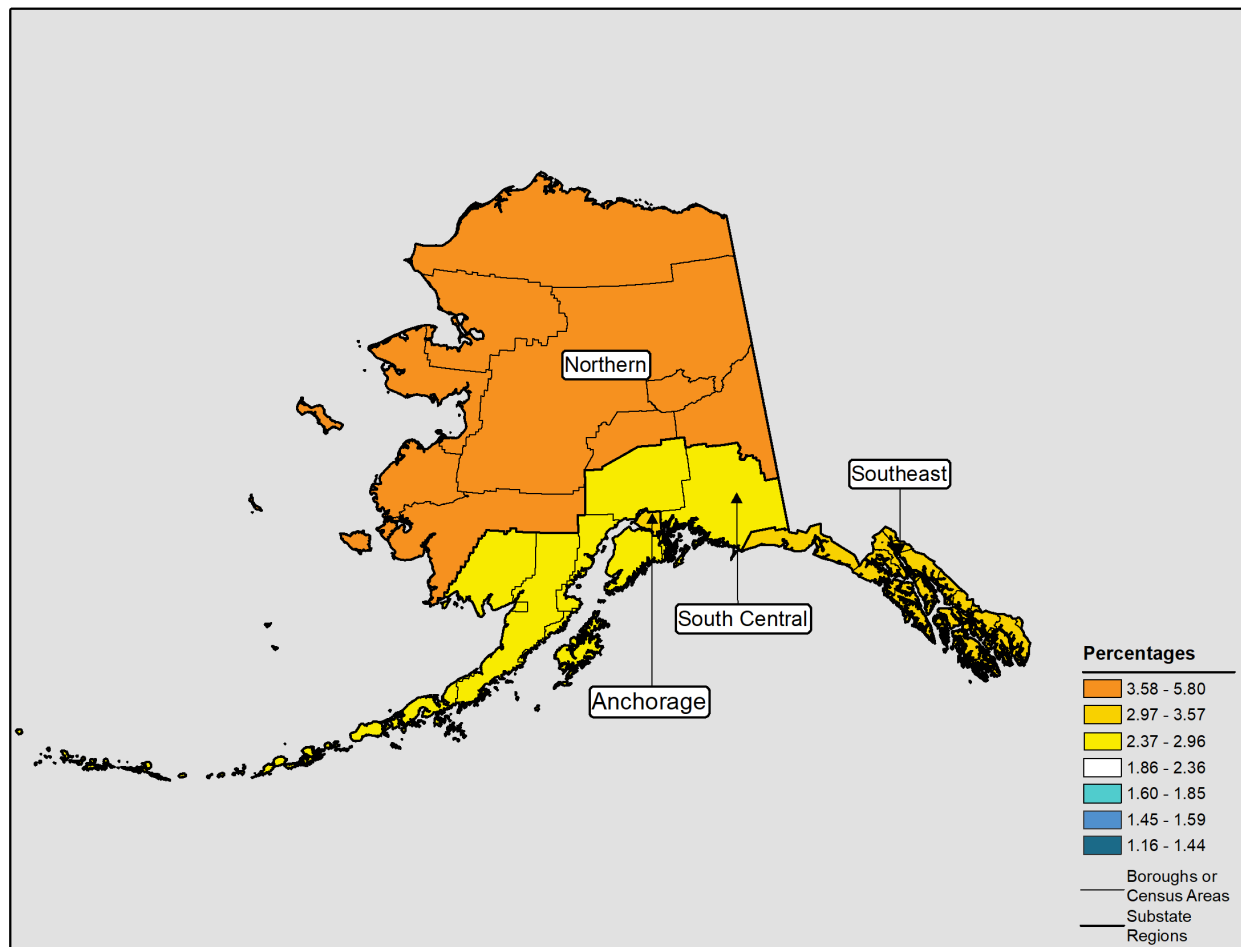 Northern
Southeast
South Central
Anchorage
Percentages
3.58 - 5.80
2.97 - 3.57
2.37 - 2.96
1.86 - 2.36
1.60 - 1.85
1.45 - 1.59
1.16 - 1.44
Boroughs or
Census Areas
Substate
Regions